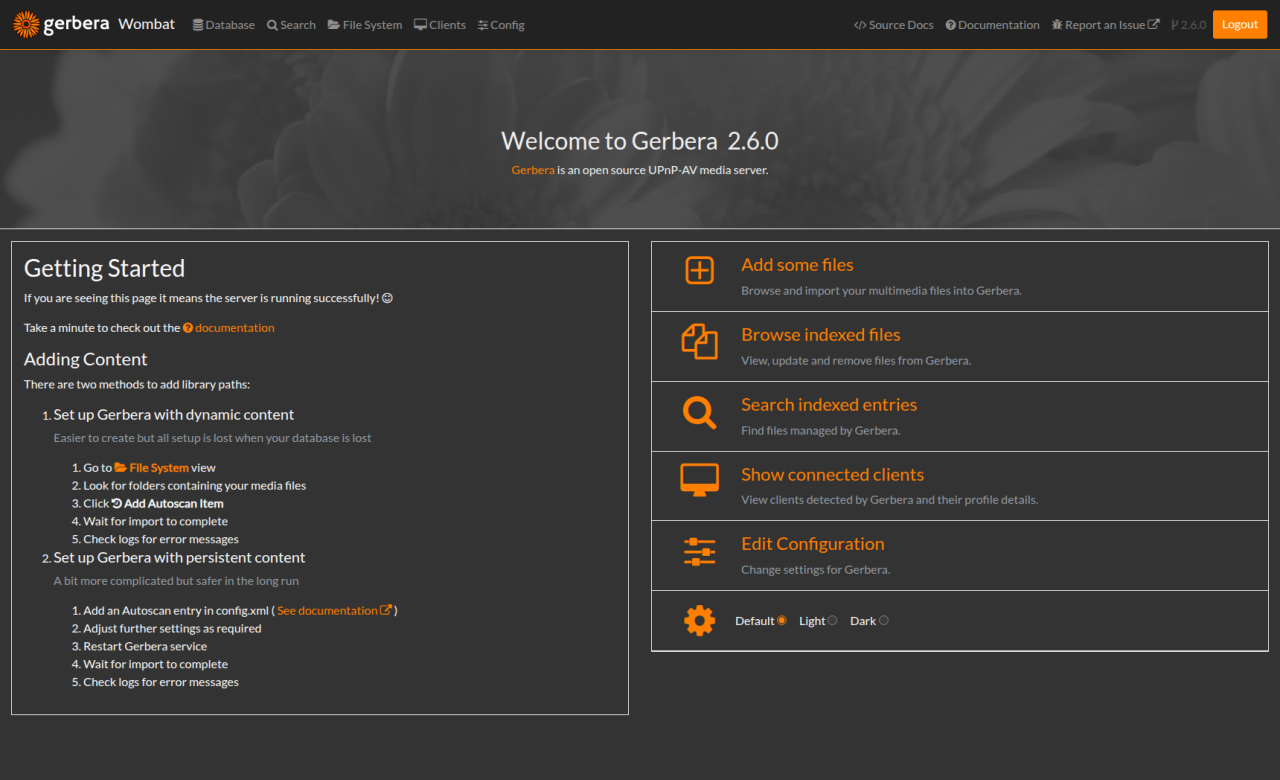 gerbera Wombat Database Search File System Clients Config Source Docs Documentation Report an Issue 2.6.0 Logout
Welcome to Gerbera 2.6.0
Gerbera is an open source UPnP-AV media server.
Getting Started
If you are seeing this page it means the server is running successfully!
Take a minute to check out the documentation
Adding Content
There are two methods to add library paths:
1. Set up Gerbera with dynamic content
Easier to create but all setup is lost when your database is lost
1. Go to File System view
2. Look for folders containing your media files
3. Click Add Autoscan Item
4. Wait for import to complete
5. Check logs for error messages
2. Set up Gerbera with persistent content
A bit more complicated but safer in the long run
1. Add an Autoscan entry in config.xml ( See documentation )
2. Adjust further settings as required
3. Restart Gerbera service
4. Wait for import to complete
5. Check logs for error messages
Add some files
Browse and import your multimedia files into Gerbera.
Browse indexed files
View, update and remove files from Gerbera.
Search indexed entries
Find files managed by Gerbera.
Show connected clients
View clients detected by Gerbera and their profile details.
Edit Configuration
Change settings for Gerbera.
Default Light Dark